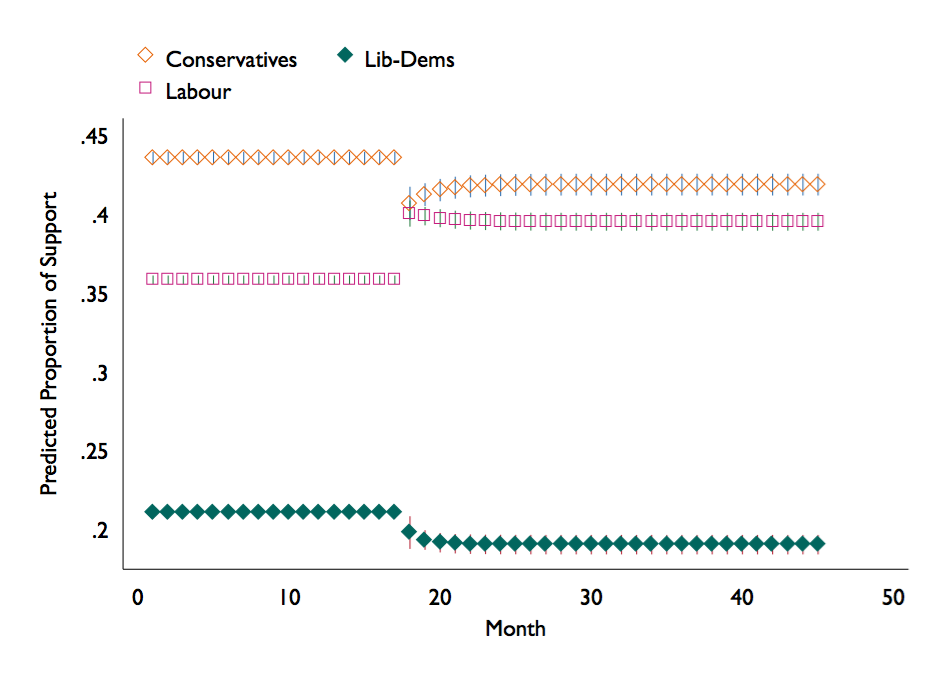 Conservatives Lib-Dems
Labour
Predicted Proportion of Support
.45
.4
.35
.3
.25
.2
0 10 20 30 40 50
Month